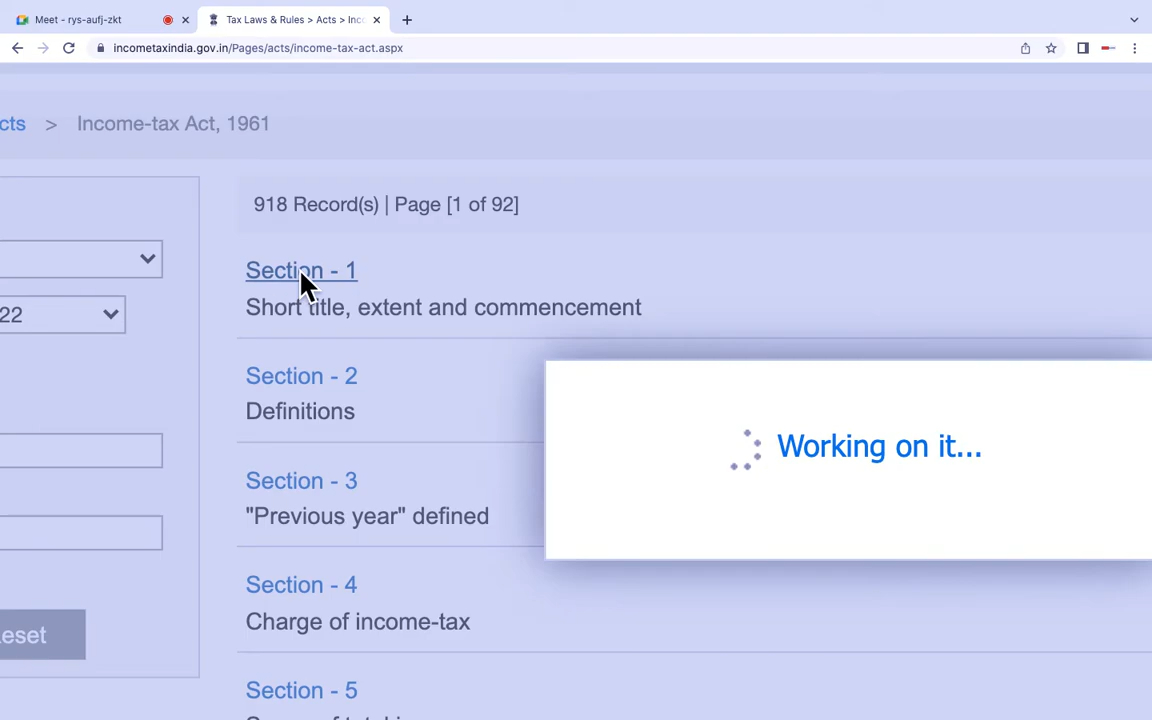 Meet - rys-aufj-zkt
Tax Laws & Rules > Acts > Inc
incometaxindia.gov.in/Pages/acts/income-tax-act.aspx
cts > Income-tax Act, 1961
918 Record(s) | Page [1 of 92]
Section - 1
Short title, extent and commencement
22
Section - 2
Definitions
Working on it...
Section - 3
"Previous year" defined
Section - 4
Charge of income-tax
eset
Section - 5